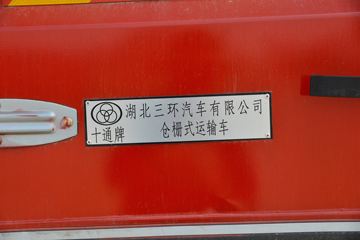 湖北三环汽车有限公司
十通牌 仓栅式运输车